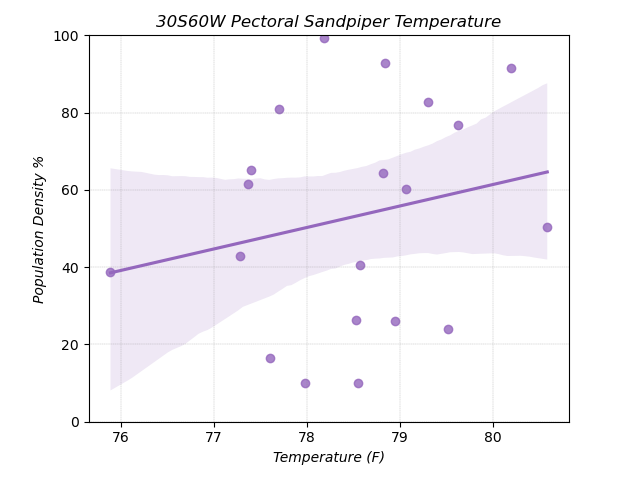 30S60W Pectoral Sandpiper Temperature
100
80
60
40
20
0
Population Density %
76 77 78 79 80
Temperature (F)